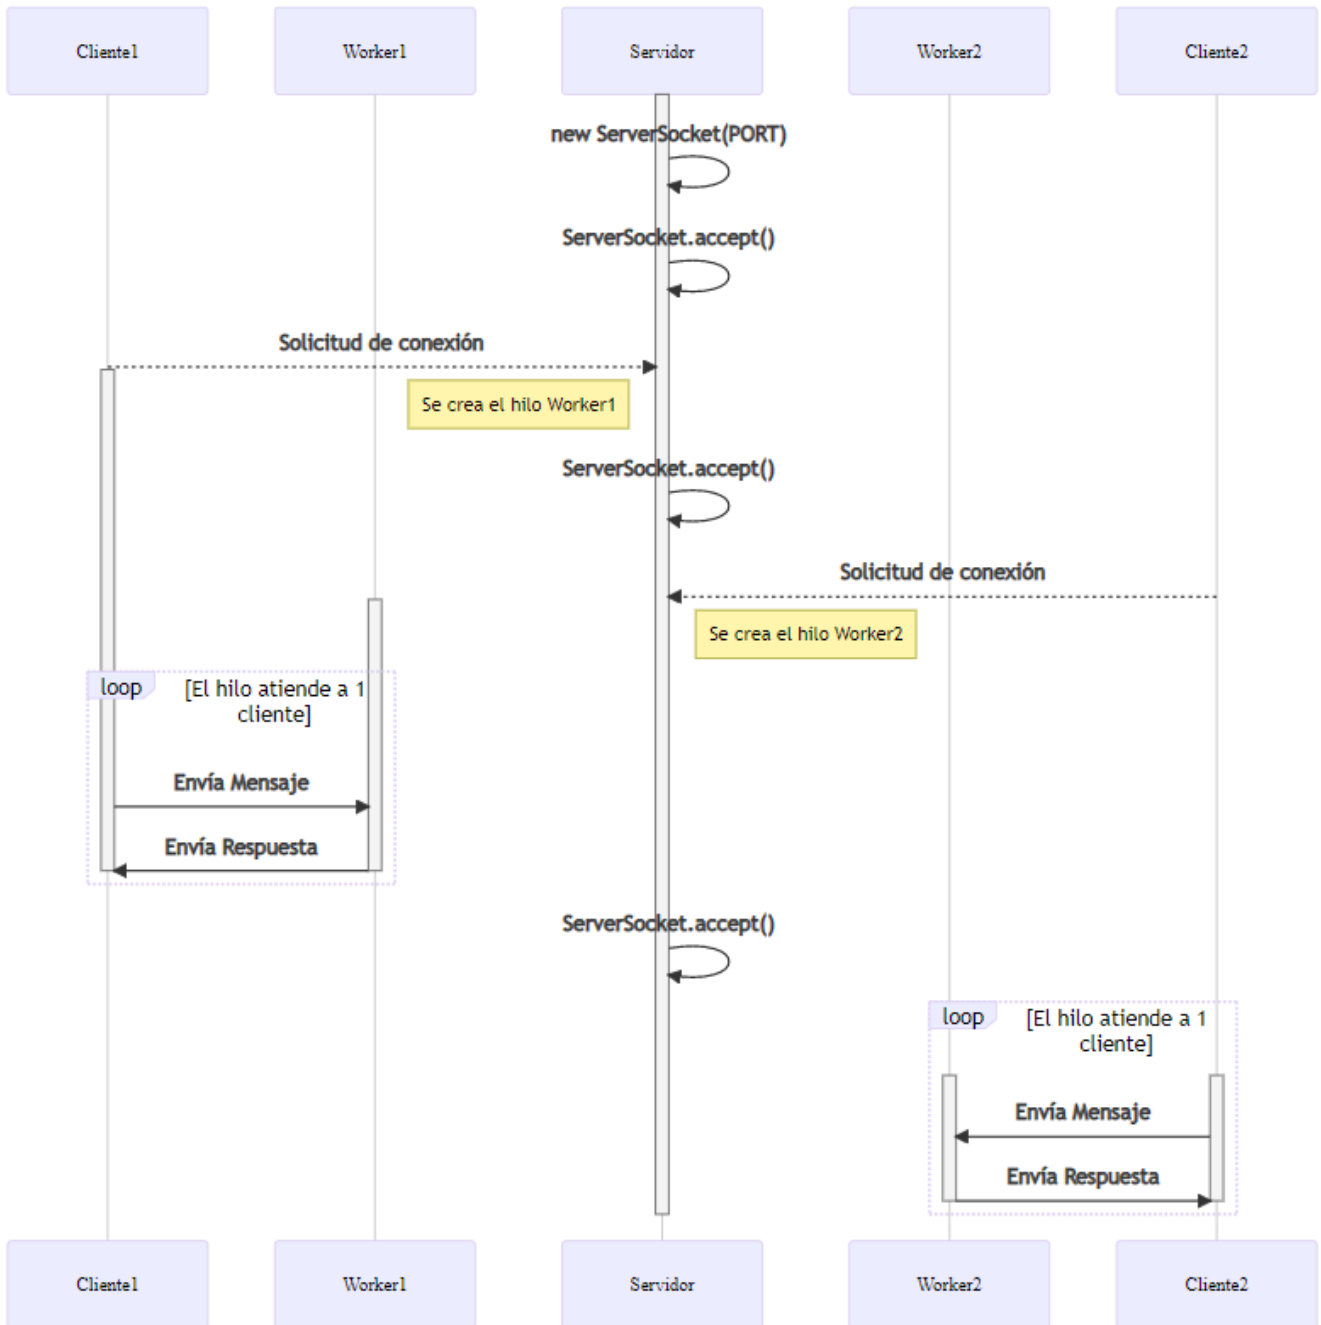 Cliente1
Worker1
Servidor
Worker2
Cliente2
new ServerSocket(PORT)
ServerSocket.accept()
Solicitud de conexión
Se crea el hilo Worker1
ServerSocket.accept()
Solicitud de conexión
Se crea el hilo Worker2
loop
[El hilo atiende a 1
cliente]
Envía Mensaje
Envía Respuesta
ServerSocket.accept()
loop
[El hilo atiende a 1
cliente]
Envía Mensaje
Envía Respuesta
Cliente1
Worker1
Servidor
Worker2
Cliente2